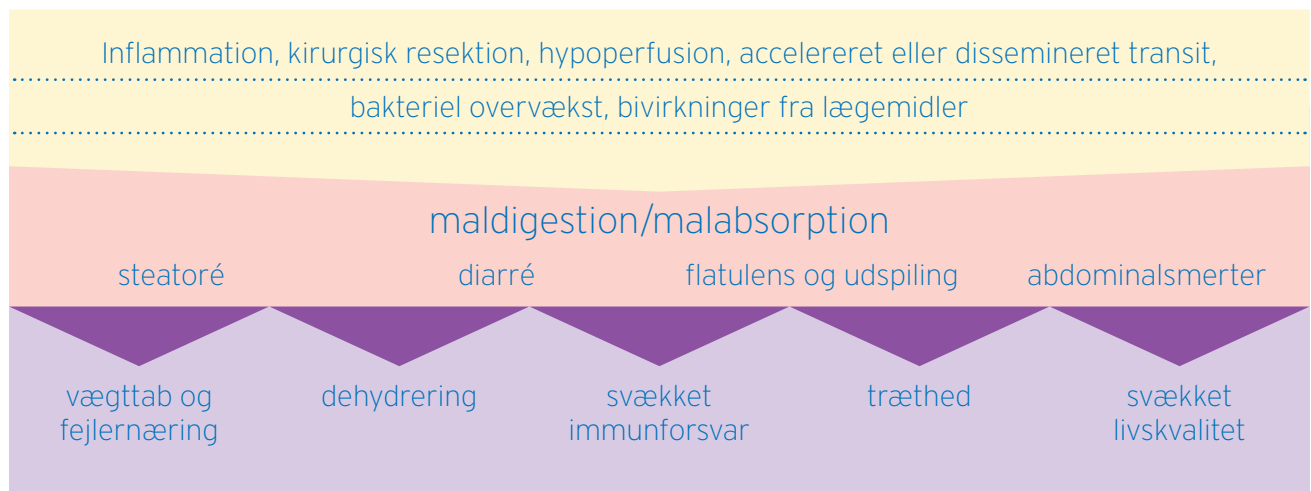 Inflammation, kirurgisk resektion, hypoperfusion, accelereret eller dissemineret transit,
bakteriel overvækst, bivirkninger fra lægemidler
maldigestion/malabsorption
steatoré diarré flatulens og udspiling abdominalsmerter
vægttab og
fejlernæring
dehydrering
svækket
immunforsvar
træthed
svækket
livskvalitet